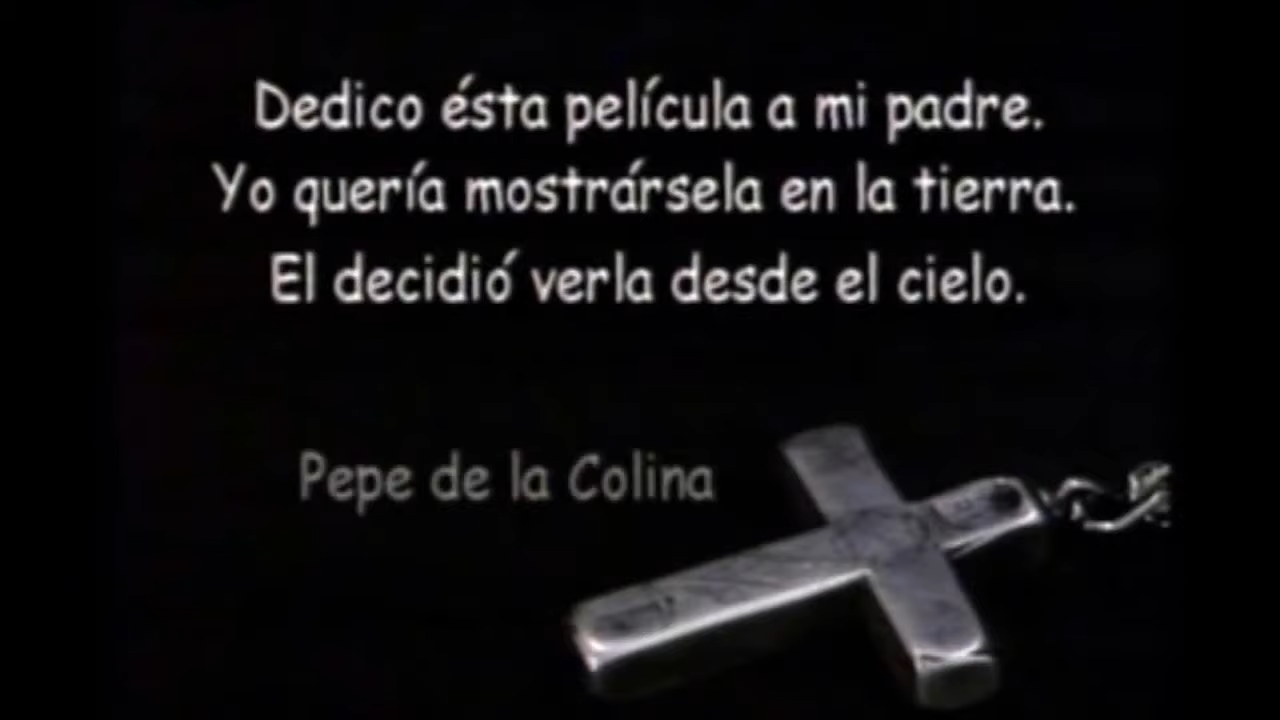 Dedico ésta película a mi padre.
Yo quería mostrársela en la tierra.
El decidió verla desde el cielo.
Pepe de la Colina